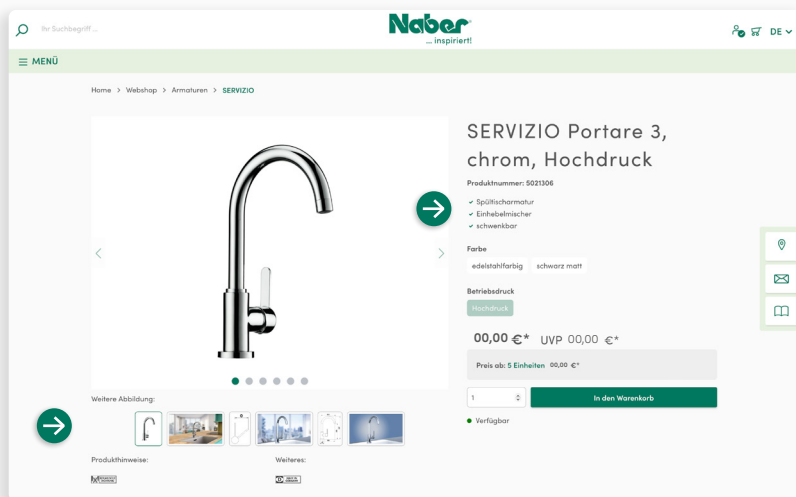 Ihr Suchbegriff ...
Naber
... inspiriert!
DE
MENÜ
Home > Webshop > Armaturen > SERVIZIO
SERVIZIO Portare 3,
chrom, Hochdruck
Produktnummer: 5021306
Spültischarmatur
Einhebelmischer
schwenkbar
Farbe
edelstahlfarbig schwarz matt
Betriebsdruck
Hochdruck
00,00 €* UVP 00,00 €*
Preis ab: 5 Einheiten 00,00 €*
1
In den Warenkorb
Verfügbar
Weitere Abbildung:
Produkthinweise:
Weiteres: